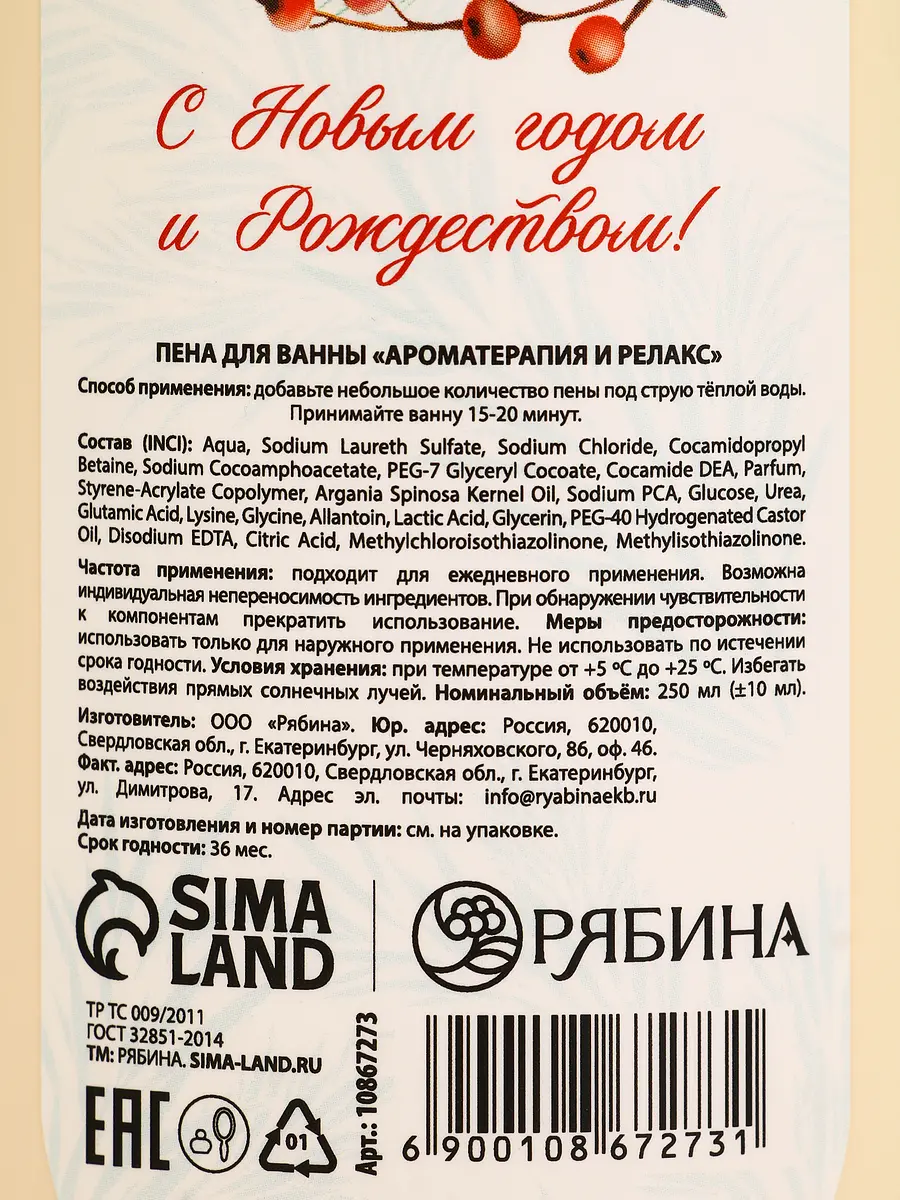 С Новым годом
и Рождеством!
ПЕНА ДЛЯ ВАННЫ «АРОМАТЕРАПИЯ И РЕЛАКС»
Способ применения: добавьте небольшое количество пены под струю тёплой воды.
Принимайте ванну 15-20 минут.
Состав (INCI): Aqua, Sodium Laureth Sulfate, Sodium Chloride, Cocamidopropyl
Betaine, Sodium Cocoamphoacetate, PEG-7 Glyceryl Cocoate, Cocamide DEA, Parfum,
Styrene-Acrylate Copolymer, Argania Spinosa Kernel Oil, Sodium PCA, Glucose, Urea,
Glutamic Acid, Lysine, Glycine, Allantoin, Lactic Acid, Glycerin, PEG-40 Hydrogenated Castor
Oil, Disodium EDTA, Citric Acid, Methylchloroisothiazolinone, Methylisothiazolinone.
Частота применения: подходит для ежедневного применения. Возможна
индивидуальная непереносимость ингредиентов. При обнаружении чувствительности
к компонентам прекратить использование. Меры предосторожности:
использовать только для наружного применения. Не использовать по истечении
срока годности. Условия хранения: при температуре от +5 ºС до +25 ºС. Избегать
воздействия прямых солнечных лучей. Номинальный объём: 250 мл (±10 мл).
Изготовитель: ООО «Рябина». Юр. адрес: Россия, 620010,
Свердловская обл., г. Екатеринбург, ул. Черняховского, 86, оф. 46.
Факт. адрес: Россия, 620010, Свердловская обл., г. Екатеринбург,
ул. Димитрова, 17. Адрес эл. почты: info@ryabinaekb.ru
Дата изготовления и номер партии: см. на упаковке.
Срок годности: 36 мес.
SIMA
LAND
РЯБИНА
ТР ТС 009/2011
ГОСТ 32851-2014
ТМ: РЯБИНА. SIMA-LAND.RU
EAC
01
Арт.: 10867273
6 900108 672731